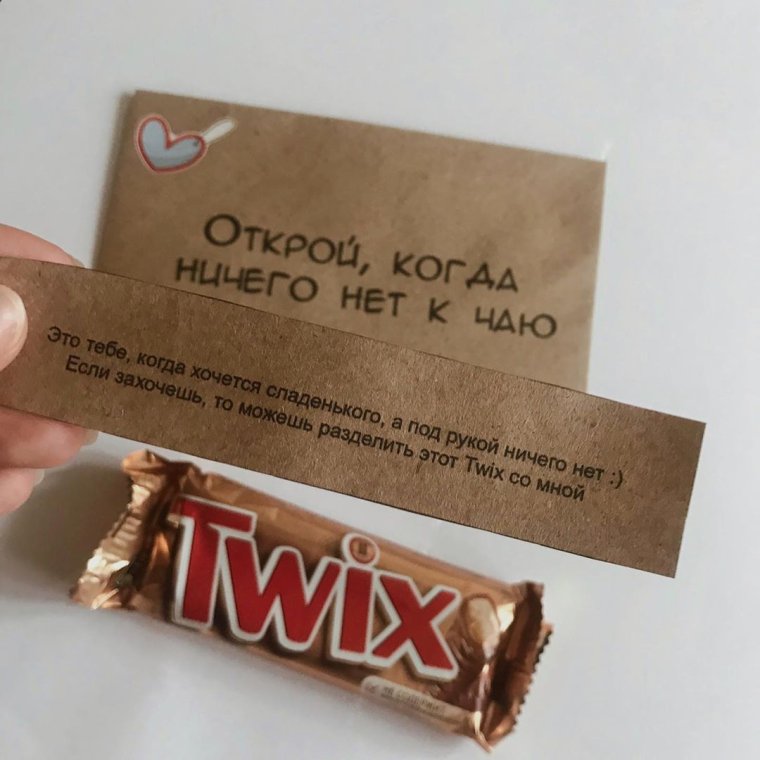 Открой, когда
ничего нет к чаю
Это тебе, когда хочется сладенького, а под рукой ничего нет :)
Если захочешь, то можешь разделить этот Twix со мной
Twix